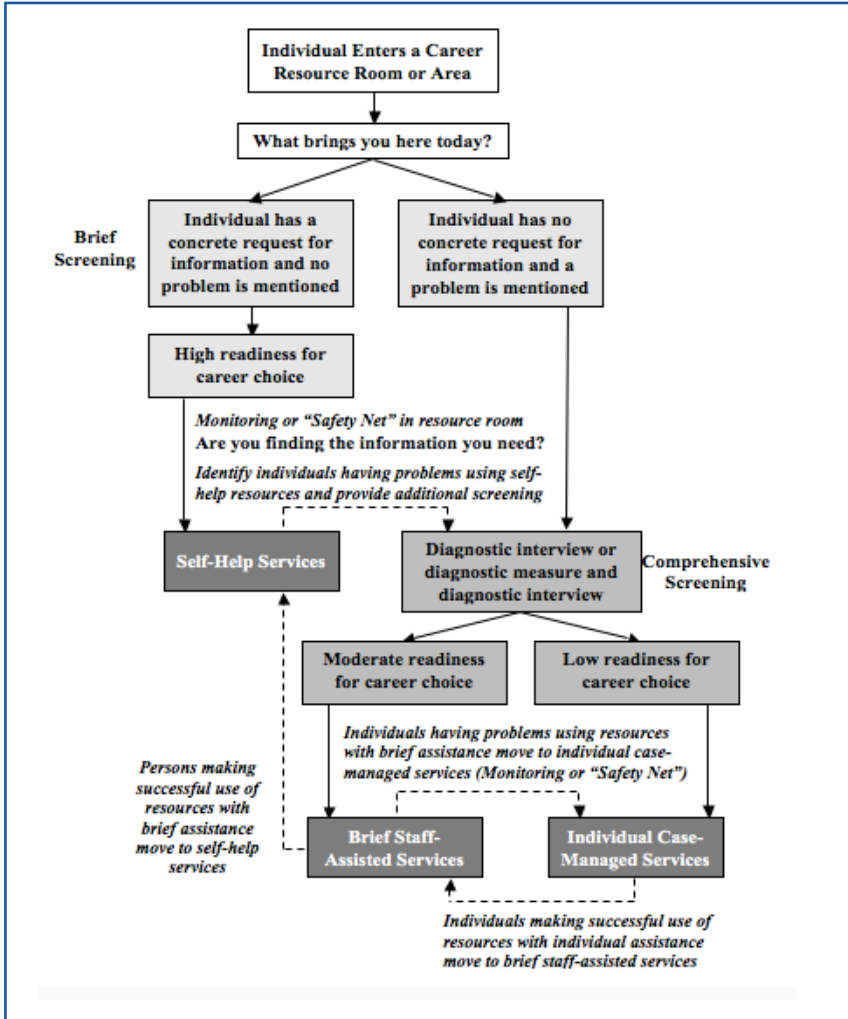 Individual Enters a Career
Resource Room or Area
What brings you here today?
Brief
Screening
Individual has a
concrete request for
information and no
problem is mentioned
Individual has no
concrete request for
information and a
problem is mentioned
High readiness for
career choice
Monitoring or “Safety Net” in resource room
Are you finding the information you need?
Identify individuals having problems using self-
help resources and provide additional screening
Self-Help Services
Diagnostic interview or
diagnostic measure and
diagnostic interview
Comprehensive
Screening
Moderate readiness
for career choice
Low readiness for
career choice
Individuals having problems using resources
with brief assistance move to individual case-
managed services (Monitoring or “Safety Net”)
Persons making
successful use of
resources with
brief assistance
move to self-help
services
Brief Staff-
Assisted Services
Individual Case-
Managed Services
Individuals making successful use of
resources with individual assistance
move to brief staff-assisted services